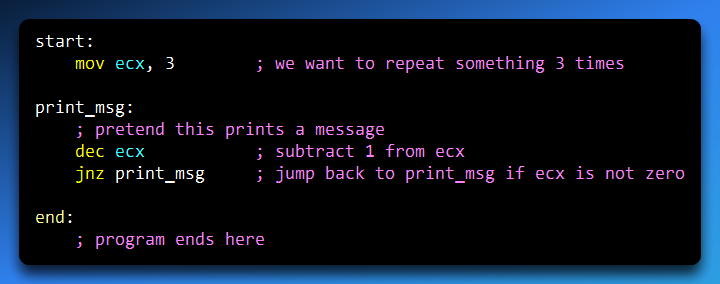 start:
    mov ecx, 3        ; we want to repeat something 3 times
print_msg:
    ; pretend this prints a message
    dec ecx           ; subtract 1 from ecx
    jnz print_msg     ; jump back to print_msg if ecx is not zero
end:
    ; program ends here